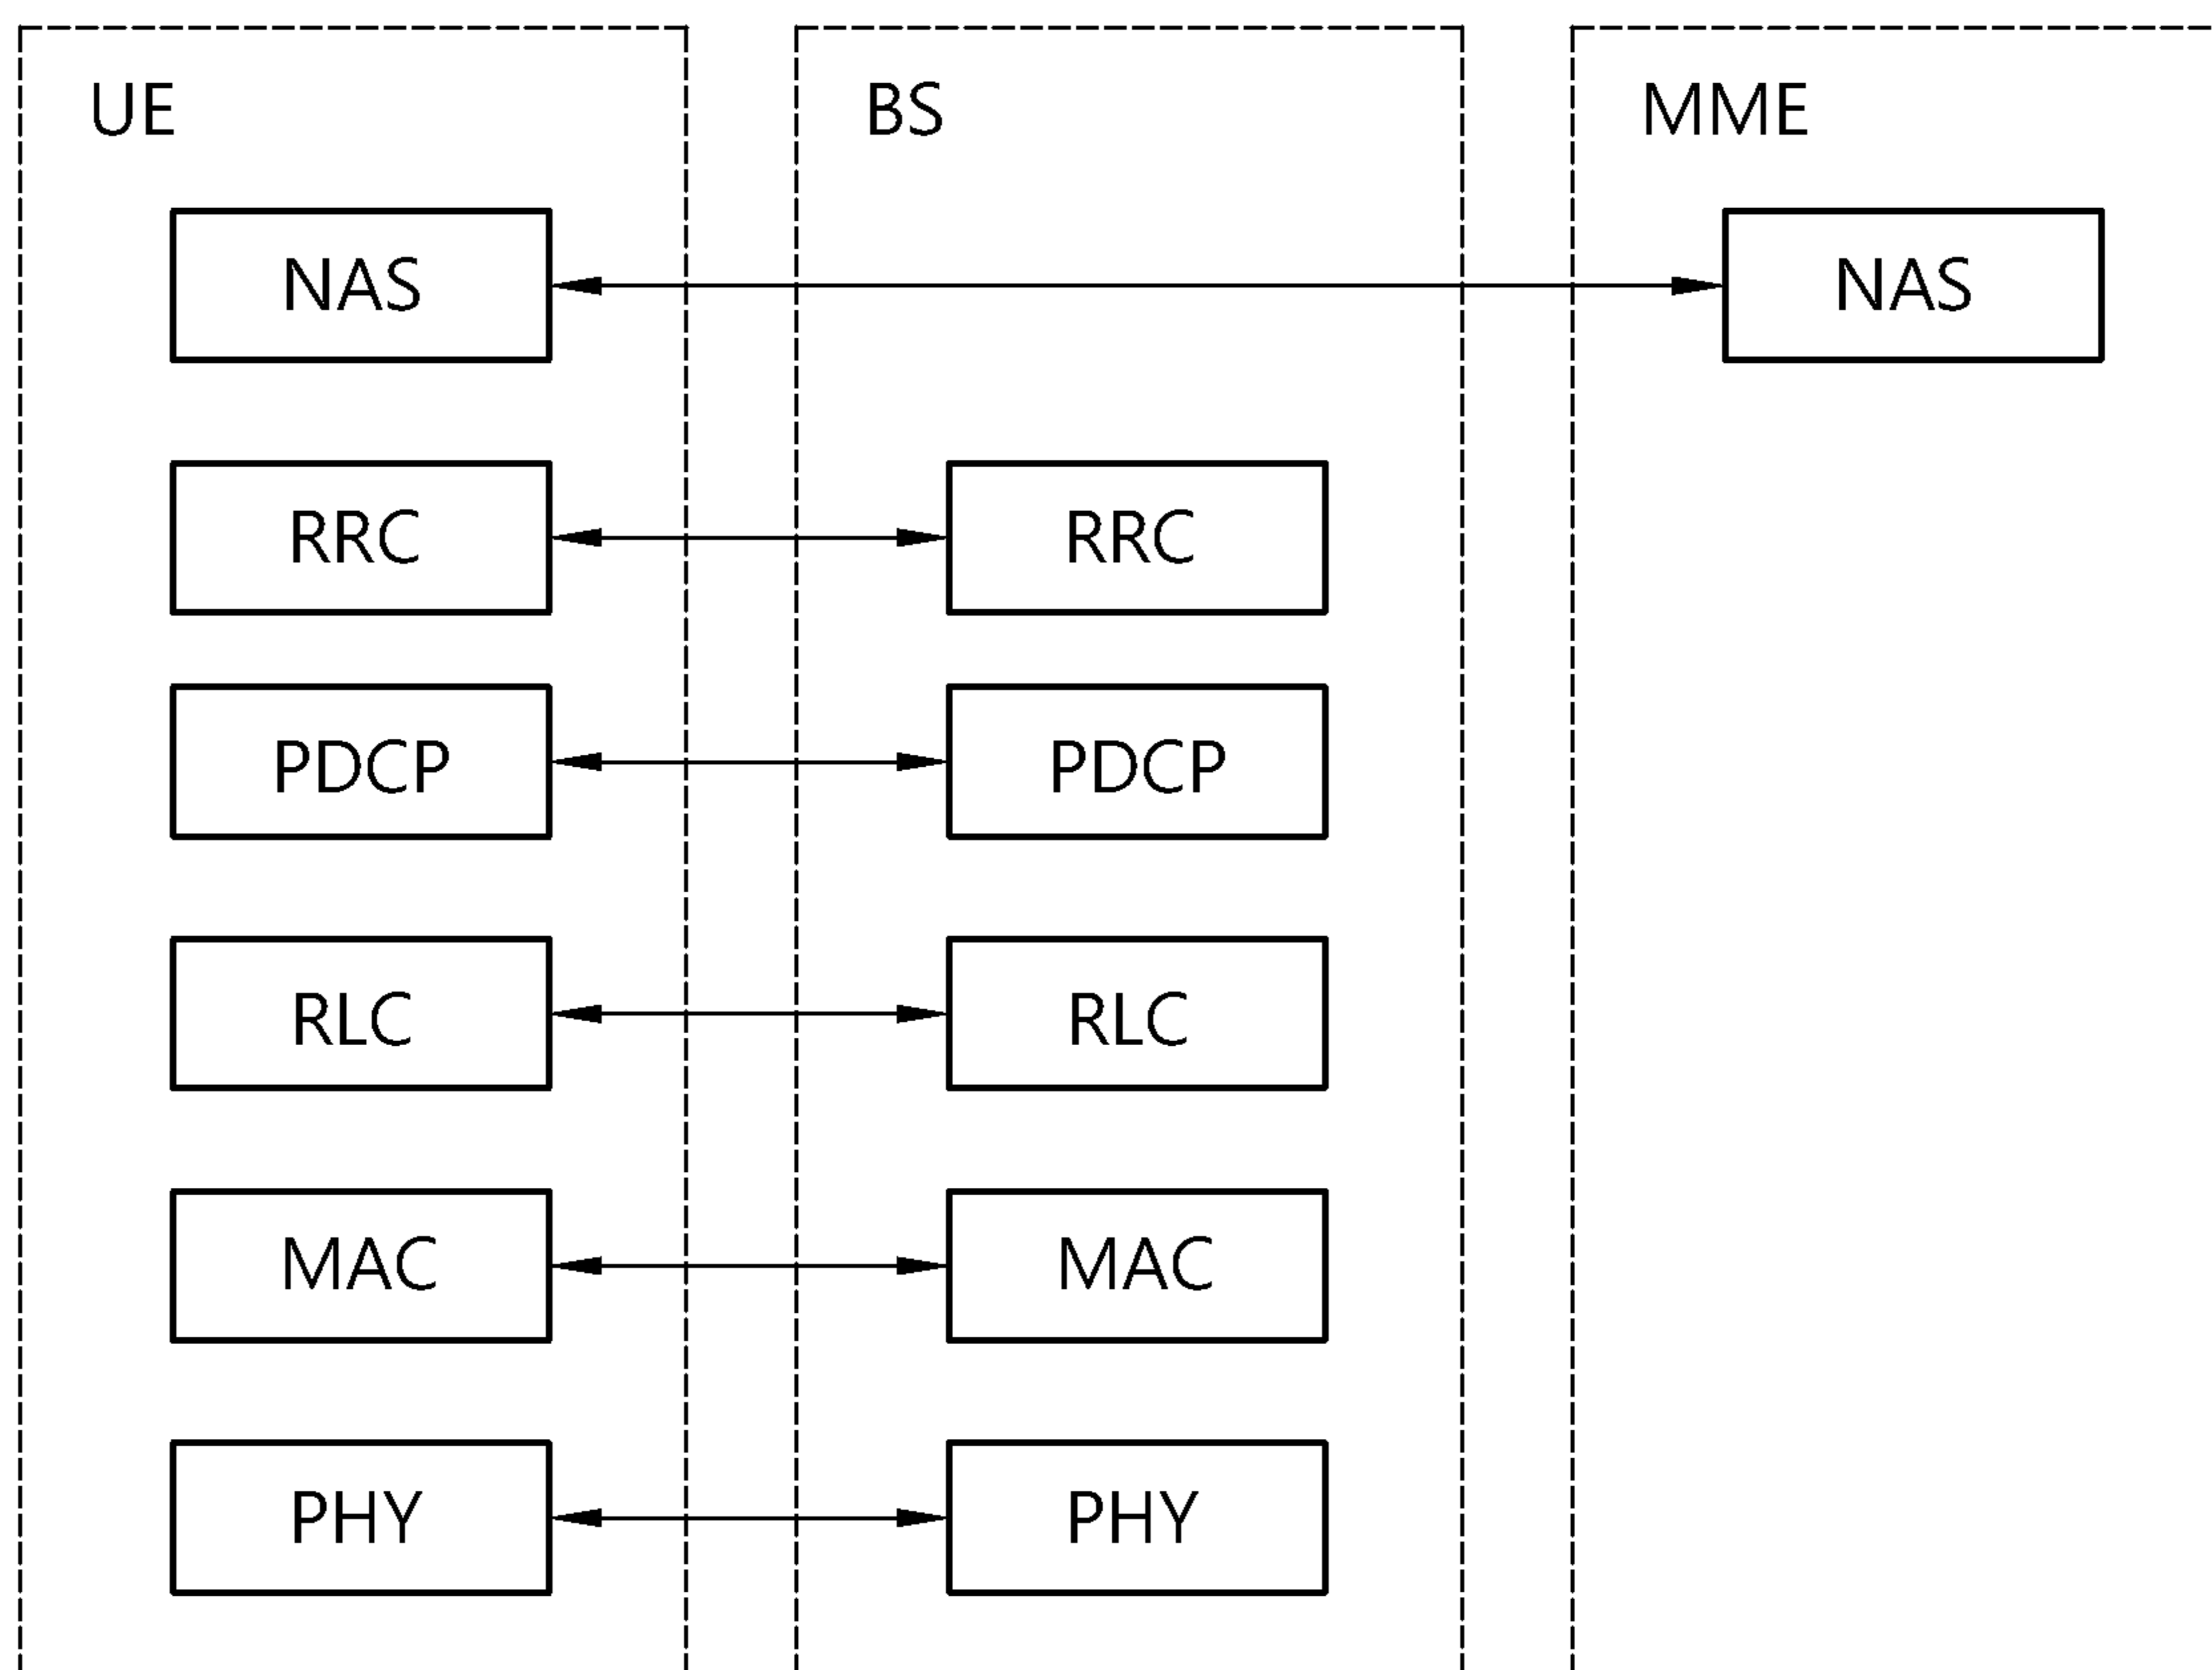 UE BS MME
NAS NAS
RRC RRC
PDCP PDCP
RLC RLC
MAC MAC
PHY PHY